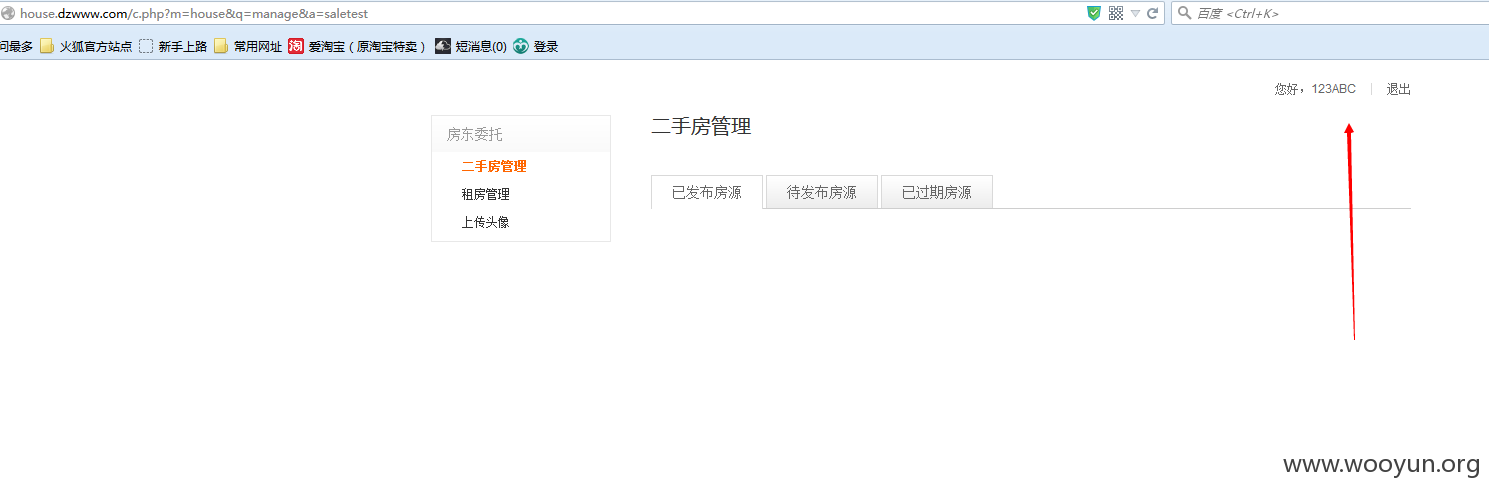 house.dzwww.com/c.php?m=house&q=manage&a=saletest
百度 <Ctrl+K>
问最多 火狐官方站点 新手上路 常用网址 淘 爱淘宝（原淘宝特卖） 短消息(0) 登录
您好，123ABC | 退出
房东委托
二手房管理
租房管理
上传头像
二手房管理
已发布房源 待发布房源 已过期房源
www.wooyun.org